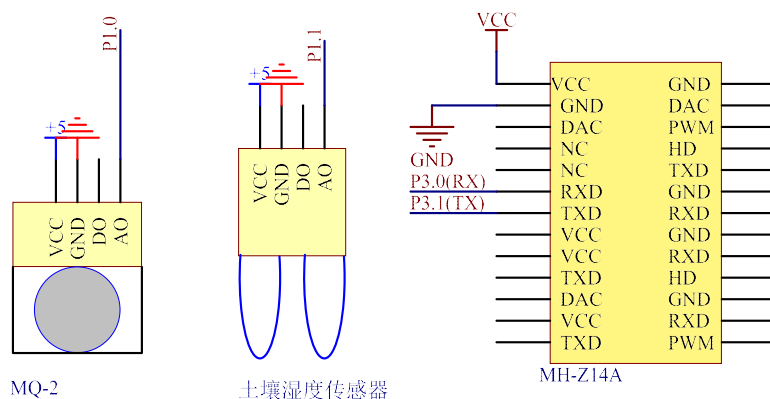 P1.0
+5
VCC
GND
DO
AO
MQ-2
P1.1
+5
VCC
GND
DO
AO
土壤湿度传感器
VCC
GND
P3.0(RX)
P3.1(TX)
VCC GND
GND DAC
DAC PWM
NC HD
NC TXD
RXD GND
TXD RXD
VCC GND
VCC RXD
TXD HD
DAC GND
VCC RXD
TXD PWM
MH-Z14A